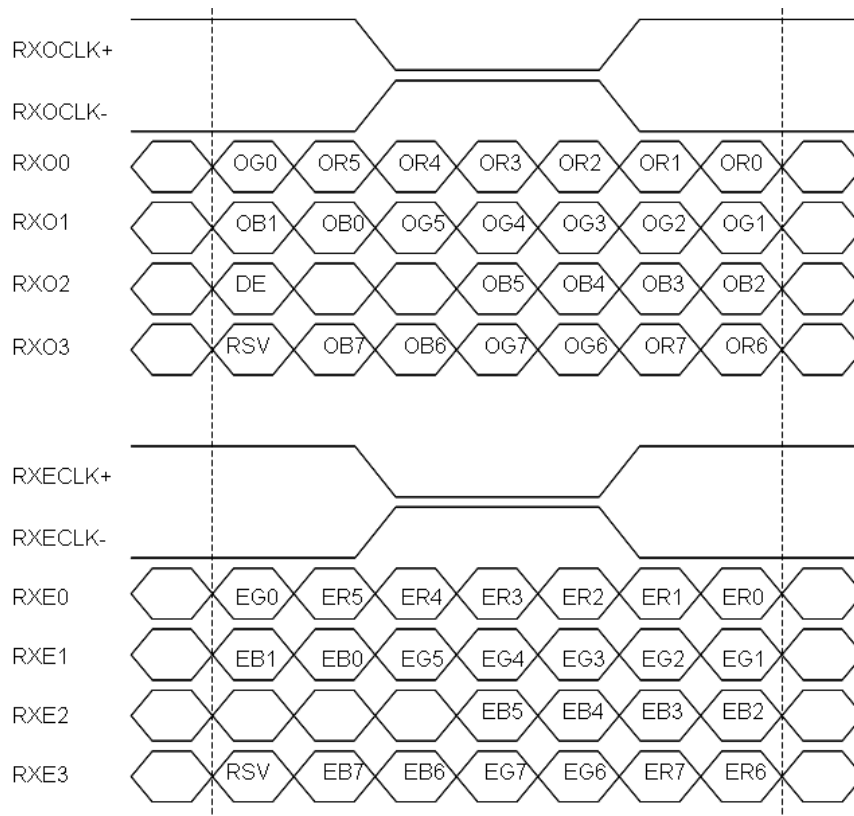 RXOCLK+
RXOCLK-
RXO0 OG0 OR5 OR4 OR3 OR2 OR1 OR0
RXO1 OB1 OB0 OG5 OG4 OG3 OG2 OG1
RXO2 DE OB5 OB4 OB3 OB2
RXO3 RSV OB7 OB6 OG7 OG6 OR7 OR6
RXECLK+
RXECLK-
RXE0 EG0 ER5 ER4 ER3 ER2 ER1 ER0
RXE1 EB1 EB0 EG5 EG4 EG3 EG2 EG1
RXE2 EB5 EB4 EB3 EB2
RXE3 RSV EB7 EB6 EG7 EG6 ER7 ER6